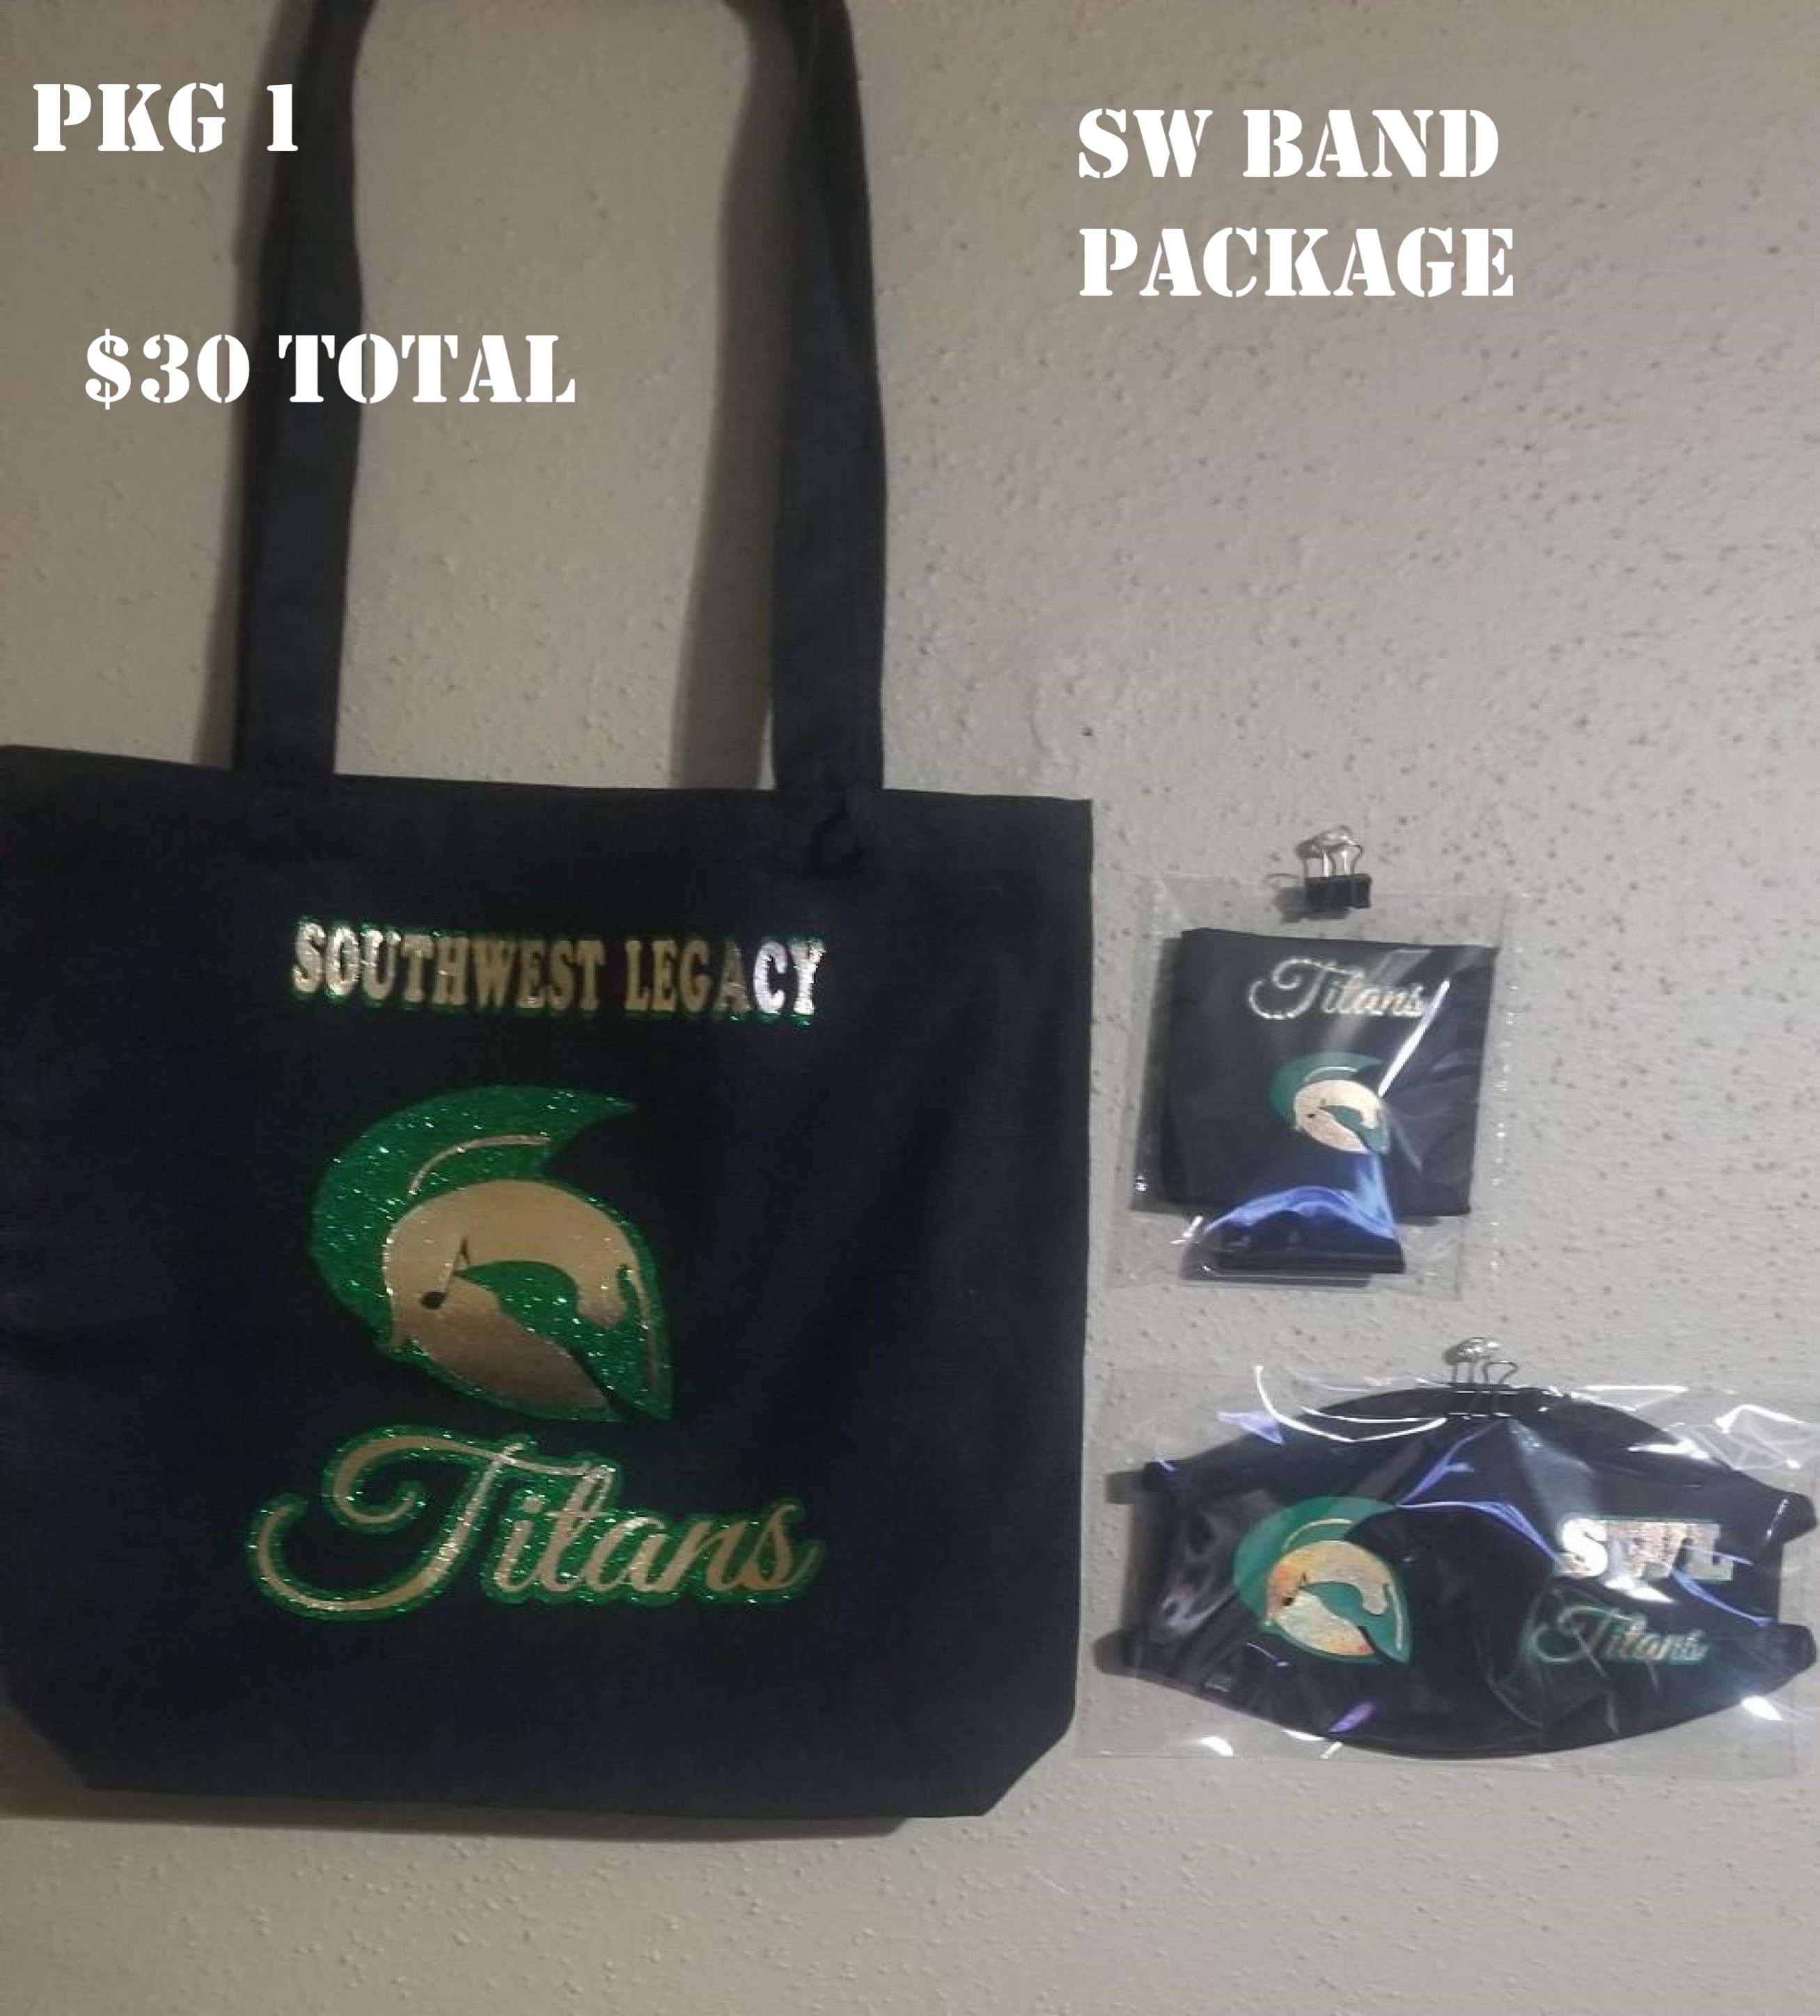 PKG 1
$30 TOTAL
SW BAND
PACKAGE
SOUTHWEST LEGACY
Titans
Titans
SWL
Titans